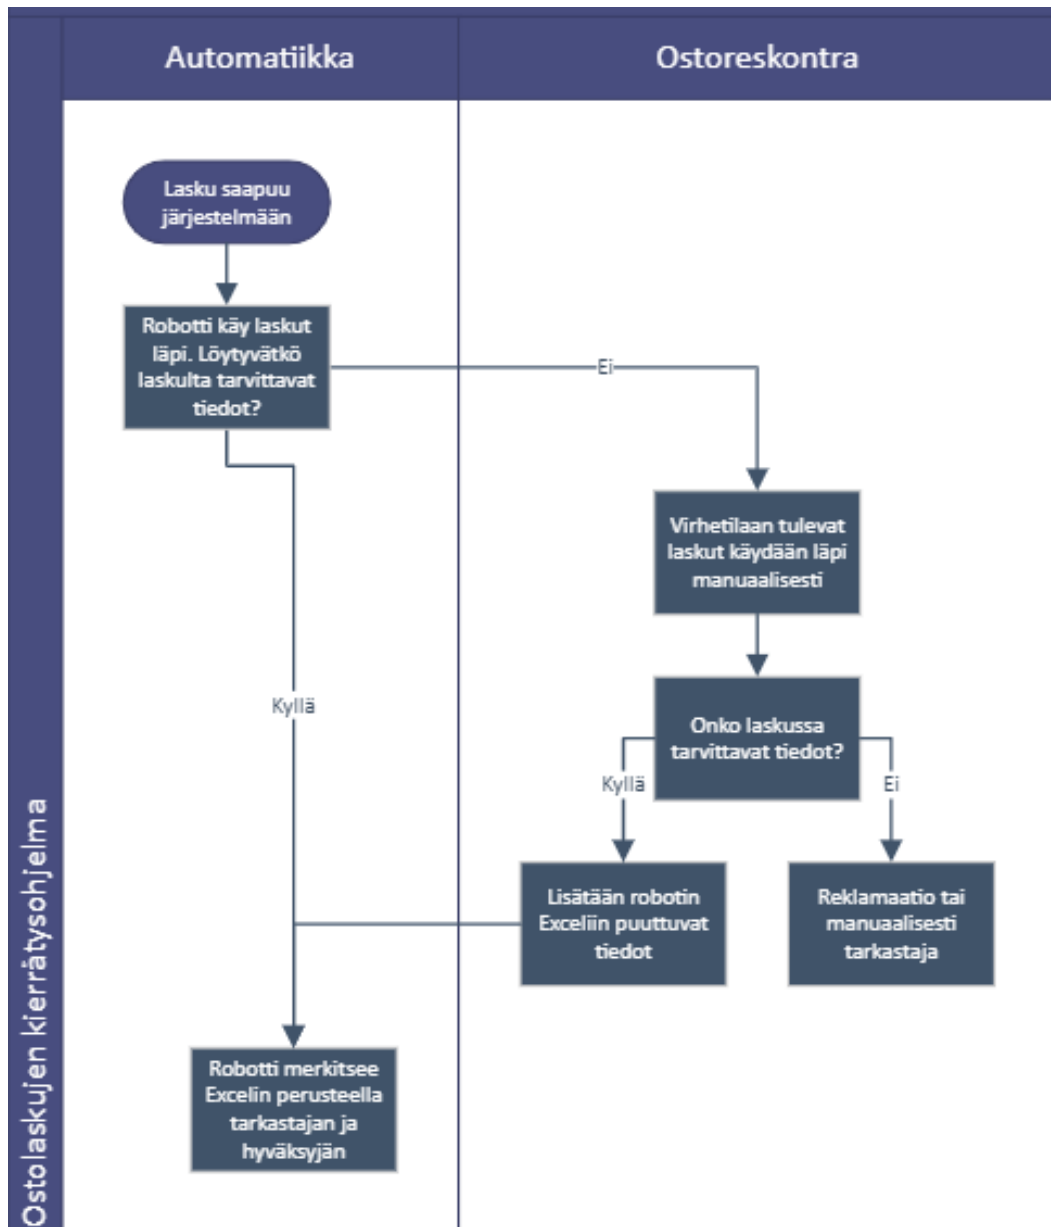 Automatiikka
Ostoreskontra
Ostolaskujen kierrätysohjelma
Lasku saapuu
järjestelmään
Robotti käy laskut
läpi. Löytyvätkö
laskulta tarvittavat
tiedot?
Ei
Virhetilaan tulevat
laskut käydään läpi
manuaalisesti
Onko laskussa
tarvittavat tiedot?
Kyllä
Kyllä
Ei
Lisätään robotin
Exceliin puuttuvat
tiedot
Reklamaatio tai
manuaalisesti
tarkastaja
Robotti merkitsee
Excelin perusteella
tarkastajan ja
hyväksyjän